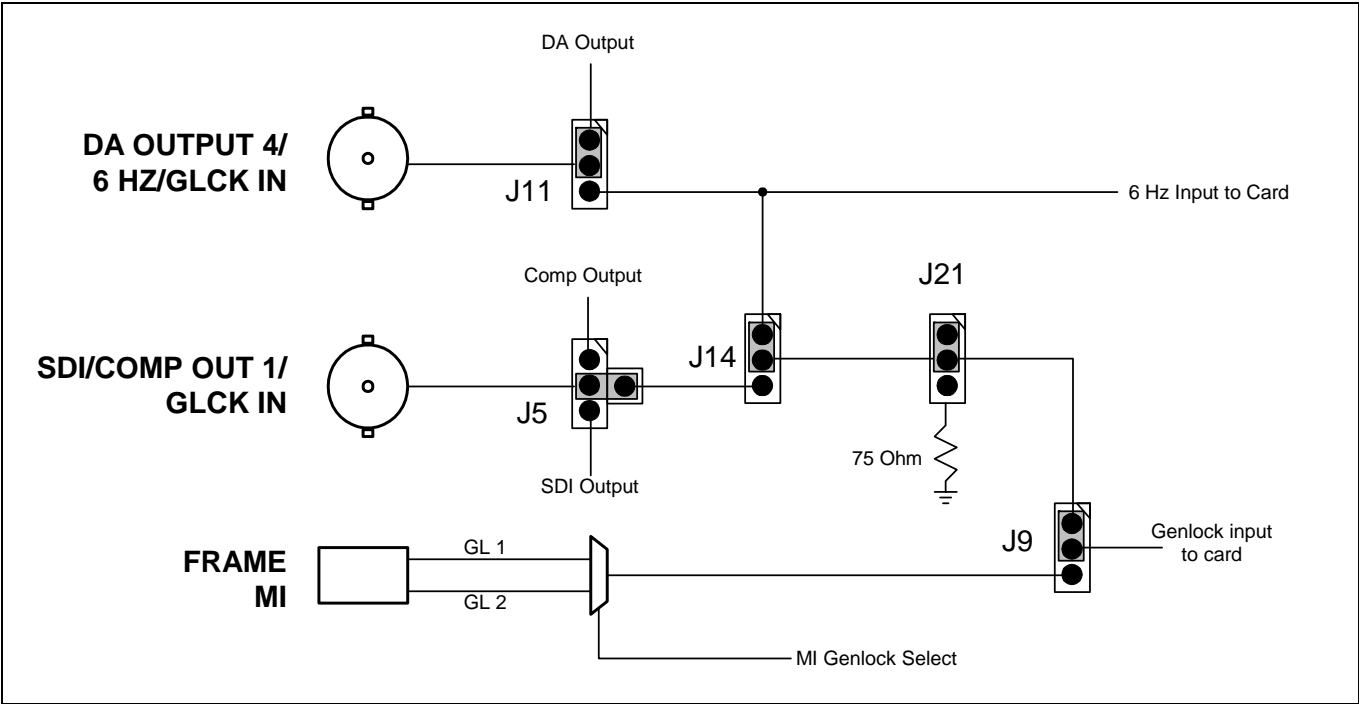 DA Output
DA OUTPUT 4/
6 HZ/GLCK IN
J11
6 Hz Input to Card
Comp Output
J21
SDI/COMP OUT 1/
GLCK IN
J14
J5
75 Ohm
SDI Output
FRAME
MI
GL 1
GL 2
J9
Genlock input
to card
MI Genlock Select